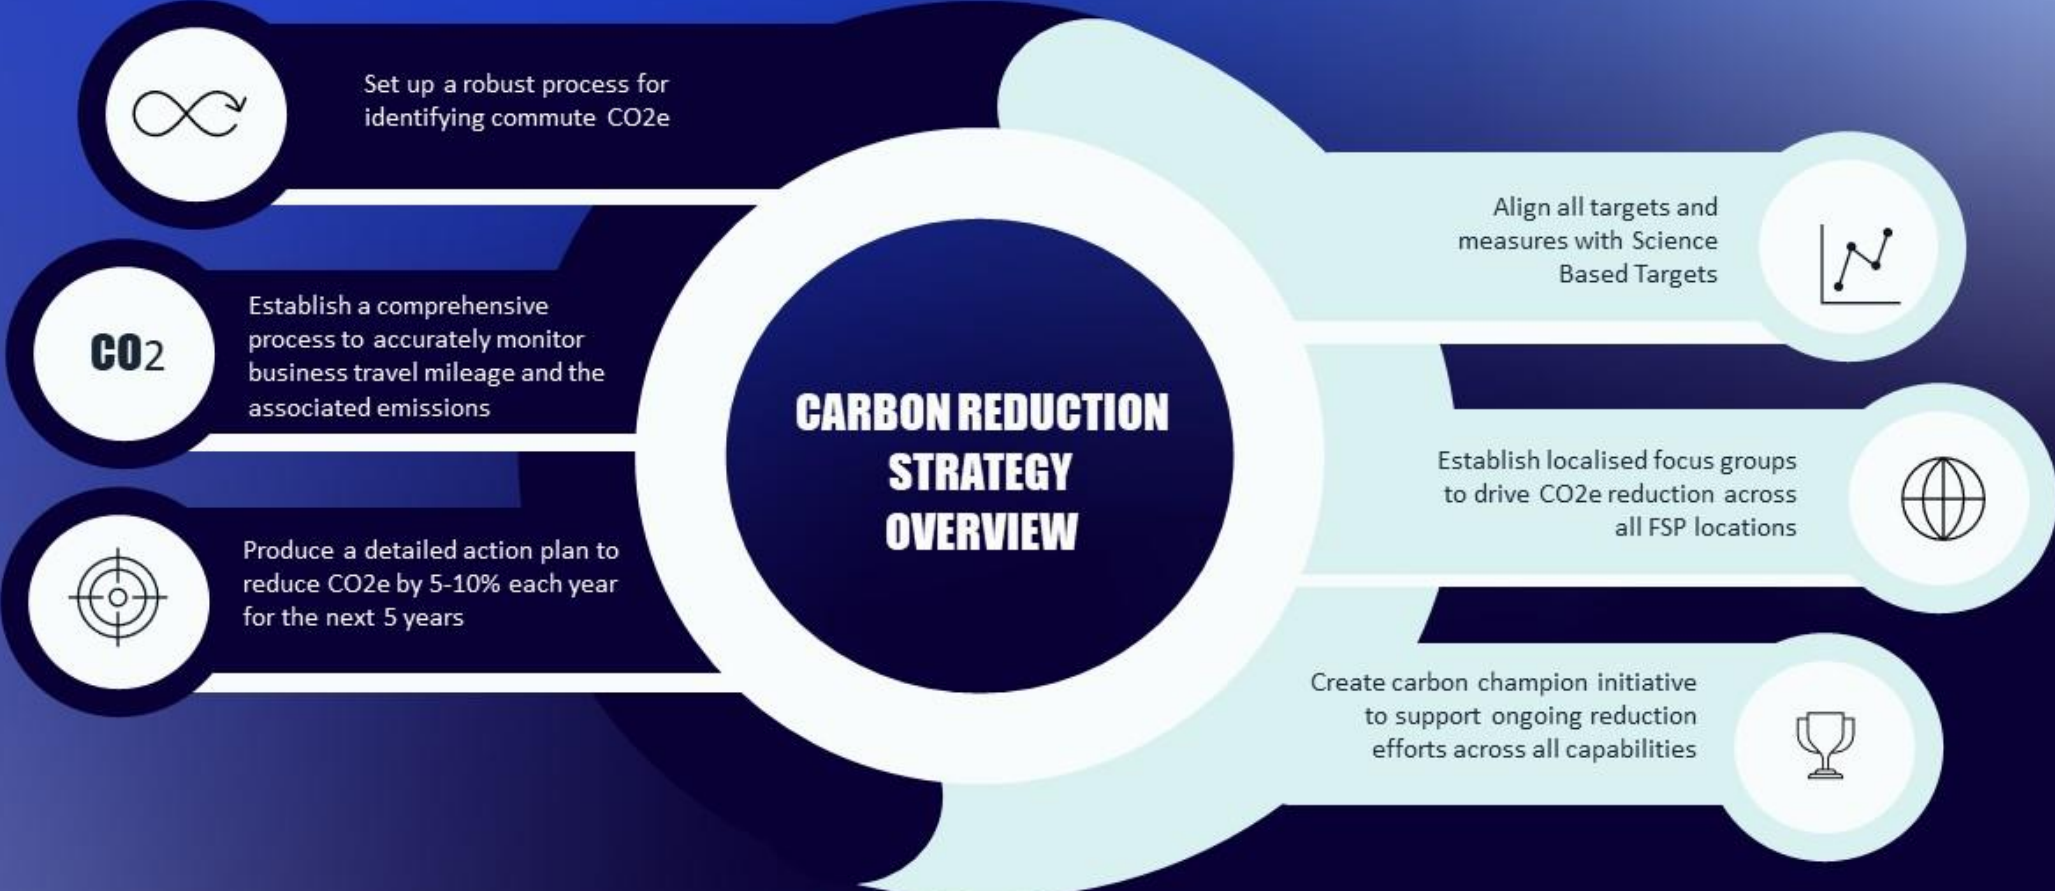 Set up a robust process for
identifying commute CO2e
CO2
Establish a comprehensive
process to accurately monitor
business travel mileage and the
associated emissions
Produce a detailed action plan to
reduce CO2e by 5-10% each year
for the next 5 years
CARBON REDUCTION
STRATEGY
OVERVIEW
Align all targets and
measures with Science
Based Targets
Establish localised focus groups
to drive CO2e reduction across
all FSP locations
Create carbon champion initiative
to support ongoing reduction
efforts across all capabilities